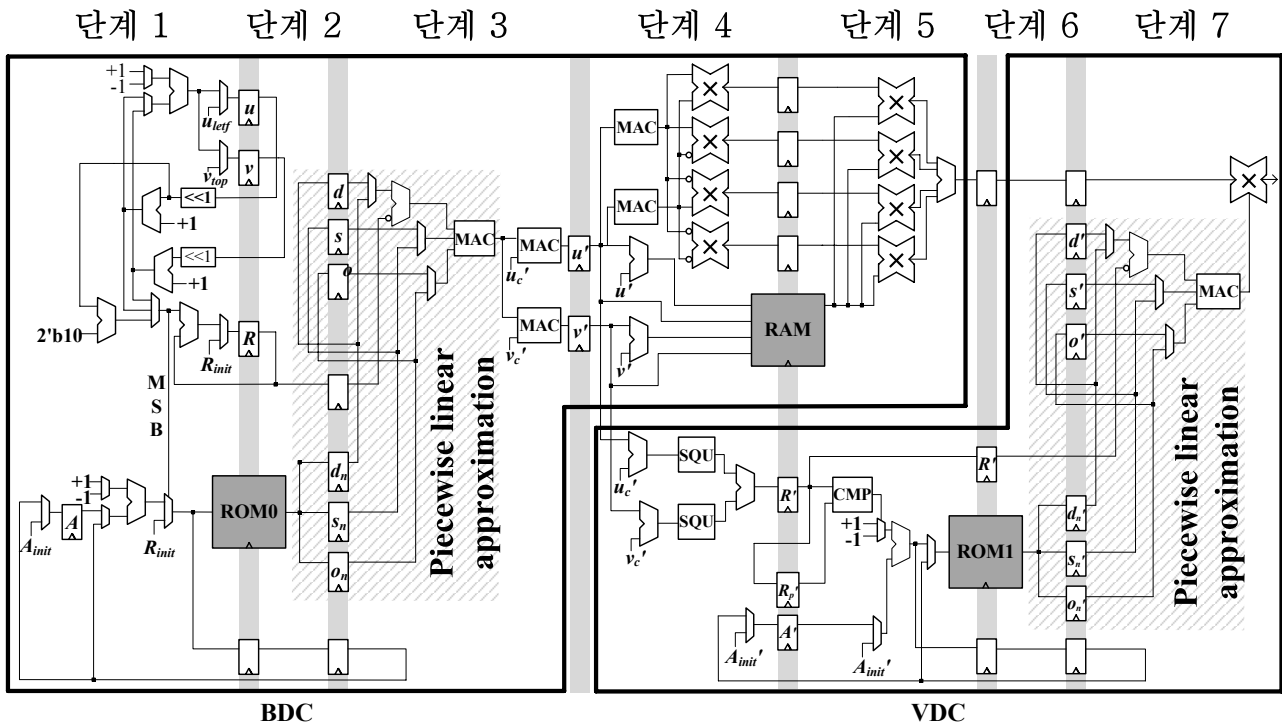 단계 1 단계 2 단계 3 단계 4 단계 5 단계 6 단계 7
+1
-1
u_letf
u
v_top
v
<<1
+1
<<1
+1
2'b10
R_init
R
M
S
B
+1
-1
A_init
A
R_init
ROM0
d
s
o
d_n
s_n
o_n
MAC
Piecewise linear
approximation
MAC
u_c'
u'
MAC
v_c'
v'
MAC
MAC
×
×
×
×
u'
v'
RAM
×
×
×
×
u_c'
SQU
v_c'
SQU
R'
CMP
+1
-1
R_p'
A_init'
A'
A_init'
R'
ROM1
d'
s'
o'
d_n'
s_n'
o_n'
MAC
×
Piecewise linear
approximation
BDC
VDC